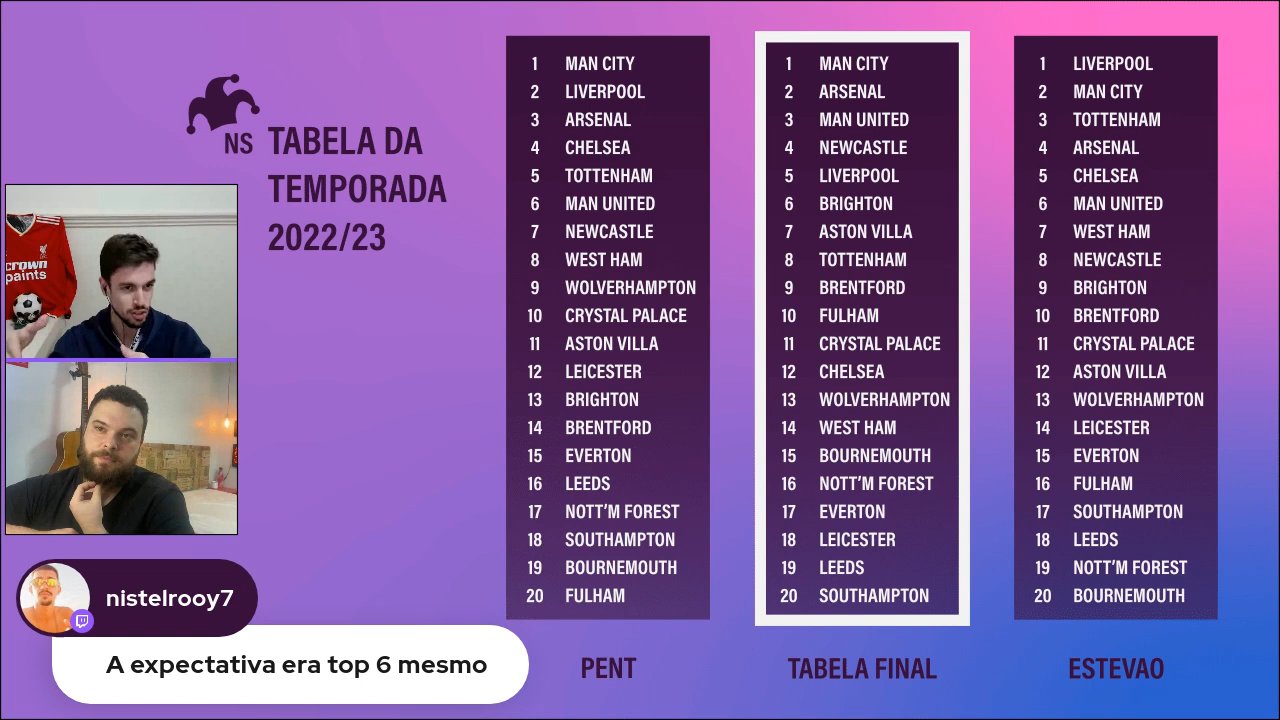 NS
TABELA DA
TEMPORADA
2022/23
crown
paints
nistelrooy7
A expectativa era top 6 mesmo
1 MAN CITY
2 LIVERPOOL
3 ARSENAL
4 CHELSEA
5 TOTTENHAM
6 MAN UNITED
7 NEWCASTLE
8 WEST HAM
9 WOLVERHAMPTON
10 CRYSTAL PALACE
11 ASTON VILLA
12 LEICESTER
13 BRIGHTON
14 BRENTFORD
15 EVERTON
16 LEEDS
17 NOTT'M FOREST
18 SOUTHAMPTON
19 BOURNEMOUTH
20 FULHAM
PENT
1 MAN CITY
2 ARSENAL
3 MAN UNITED
4 NEWCASTLE
5 LIVERPOOL
6 BRIGHTON
7 ASTON VILLA
8 TOTTENHAM
9 BRENTFORD
10 FULHAM
11 CRYSTAL PALACE
12 CHELSEA
13 WOLVERHAMPTON
14 WEST HAM
15 BOURNEMOUTH
16 NOTT'M FOREST
17 EVERTON
18 LEICESTER
19 LEEDS
20 SOUTHAMPTON
TABELA FINAL
1 LIVERPOOL
2 MAN CITY
3 TOTTENHAM
4 ARSENAL
5 CHELSEA
6 MAN UNITED
7 WEST HAM
8 NEWCASTLE
9 BRIGHTON
10 BRENTFORD
11 CRYSTAL PALACE
12 ASTON VILLA
13 WOLVERHAMPTON
14 LEICESTER
15 EVERTON
16 FULHAM
17 SOUTHAMPTON
18 LEEDS
19 NOTT'M FOREST
20 BOURNEMOUTH
ESTEVAO